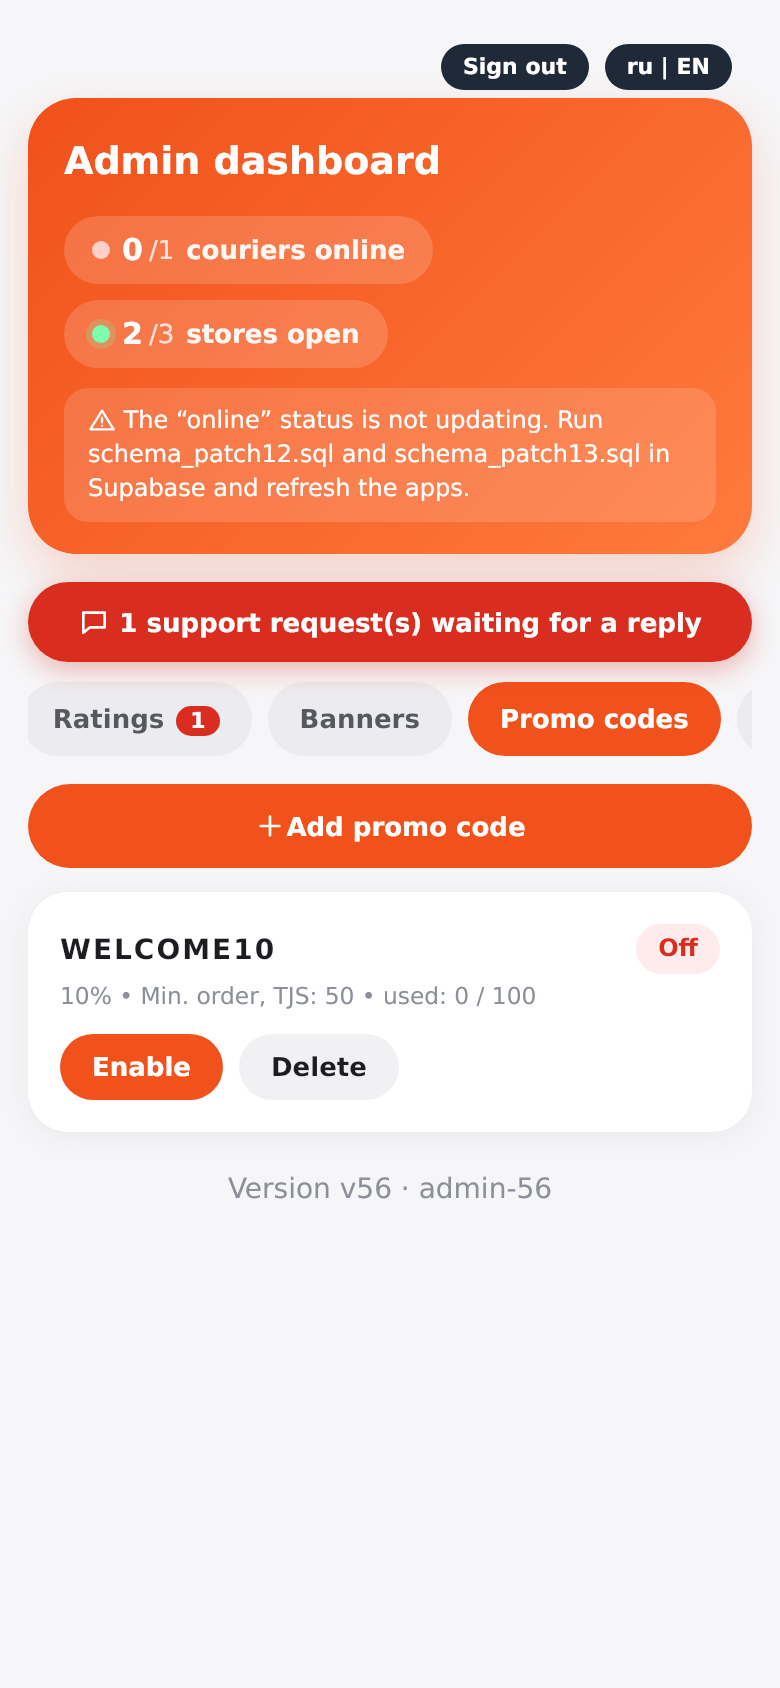 Sign out
ru | EN
Admin dashboard
0 /1 couriers online
2 /3 stores open
The “online” status is not updating. Run
schema_patch12.sql and schema_patch13.sql in
Supabase and refresh the apps.
1 support request(s) waiting for a reply
Ratings 1
Banners
Promo codes
+ Add promo code
WELCOME10
Off
10% • Min. order, TJS: 50 • used: 0 / 100
Enable
Delete
Version v56 · admin-56